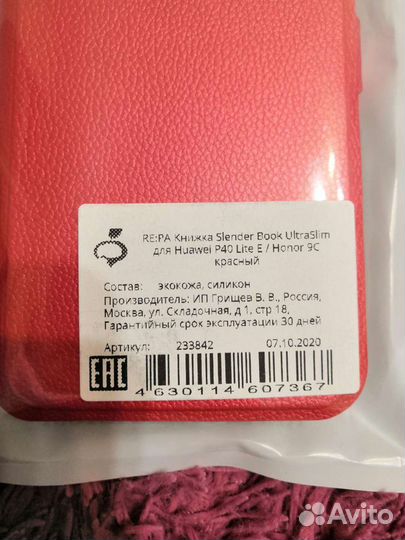 RE:PA Книжка Slender Book UltraSlim
для Huawei P40 Lite E / Honor 9C
красный
Состав: экокожа, силикон
Производитель: ИП Грищев В. В., Россия,
Москва, ул. Складочная, д 1, стр 18,
Гарантийный срок эксплуатации 30 дней
Артикул: 233842 07.10.2020
EAC
4 630114 607367
Avito